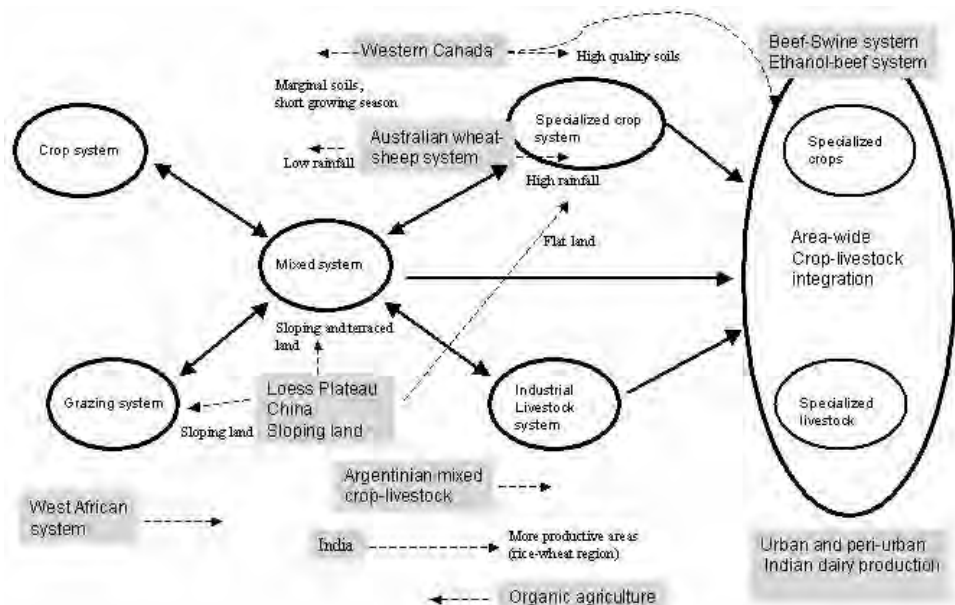 Western Canada
High quality soils
Beef-Swine system
Ethanol-beef system
Marginal soils,
short growing season
Specialized crop
system
Specialized
crops
Crop system
Australian wheat-
sheep system
Low rainfall
High rainfall
Flat land
Mixed system
Area-wide
Crop-livestock
integration
Sloping and terraced
land
Loess Plateau
China
Sloping land
Grazing system
Sloping land
Industrial
Livestock
system
Specialized
livestock
Argentinian mixed
crop-livestock
West African
system
India
More productive areas
(rice-wheat region)
Urban and peri-urban
Indian dairy production
Organic agriculture